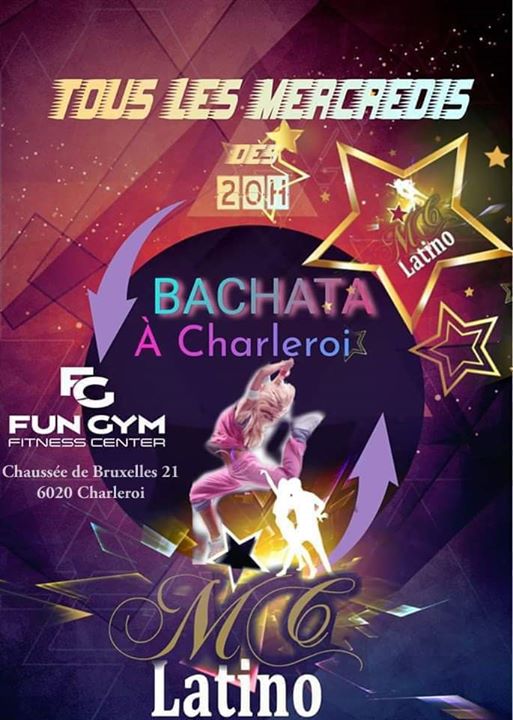 TOUS LES MERCREDIS
DÈS
20H
MC
Latino
BACHATA
À Charleroi
FG
FUN GYM
FITNESS CENTER
Chaussée de Bruxelles 21
6020 Charleroi
MC
Latino